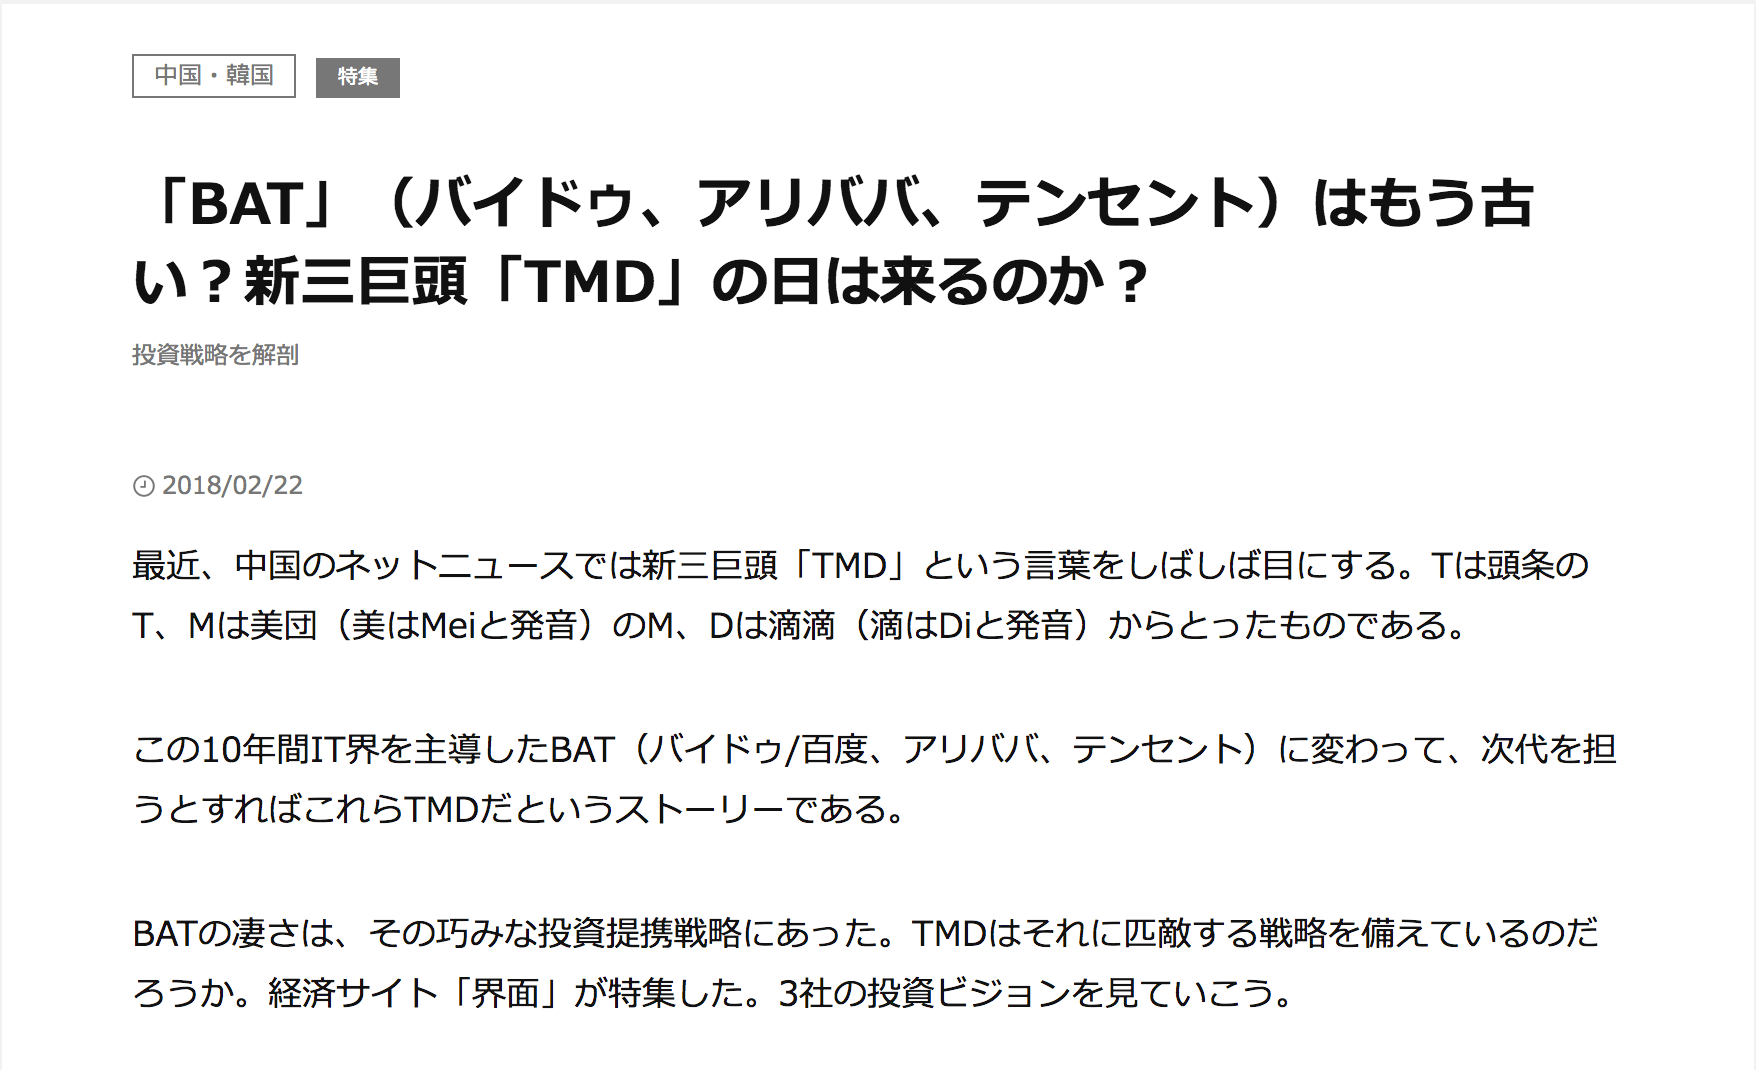 中国・韓国
特集
「BAT」（バイドゥ、アリババ、テンセント）はもう古
い？新三巨頭「TMD」の日は来るのか？
投資戦略を解剖
2018/02/22
最近、中国のネットニュースでは新三巨頭「TMD」という言葉をしばしば目にする。Tは頭条の
T、Mは美団（美はMeiと発音）のM、Dは滴滴（滴はDiと発音）からとったものである。
この10年間IT界を主導したBAT（バイドゥ/百度、アリババ、テンセント）に変わって、次代を担
うとすればこれらTMDだというストーリーである。
BATの凄さは、その巧みな投資提携戦略にあった。TMDはそれに匹敵する戦略を備えているのだ
ろうか。経済サイト「界面」が特集した。3社の投資ビジョンを見ていこう。